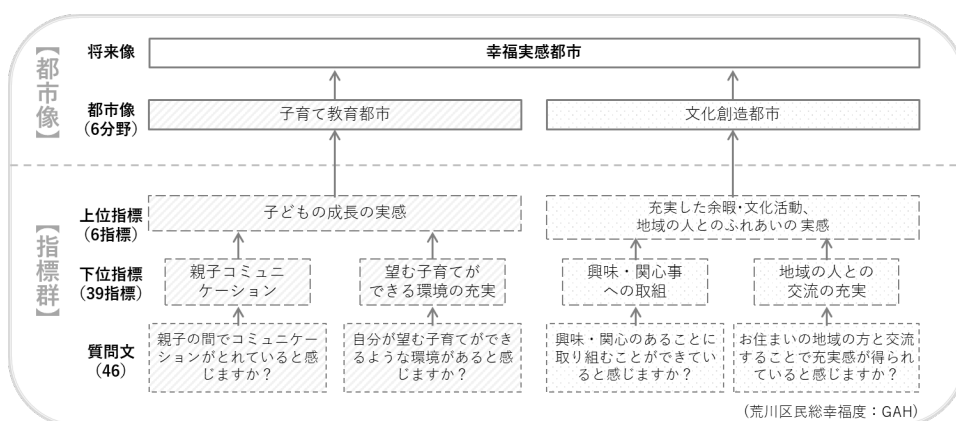 【都市像】
将来像
幸福実感都市
都市像
(6分野)
子育て教育都市
文化創造都市
【指標群】
上位指標
(6指標)
子どもの成長の実感
充実した余暇・文化活動、
地域の人とのふれあいの実感
下位指標
(39指標)
親子コミュニ
ケーション
望む子育てが
できる環境の充実
興味・関心事
への取組
地域の人との
交流の充実
質問文
(46)
親子の間でコミュニケー
ションがとれていると感
じますか？
自分が望む子育てができ
るような環境があると感
じますか？
興味・関心のあることに
取り組むことができてい
ると感じますか？
お住まいの地域の方と交流
することで充実感が得られ
ていると感じますか？
(荒川区民総幸福度：GAH)